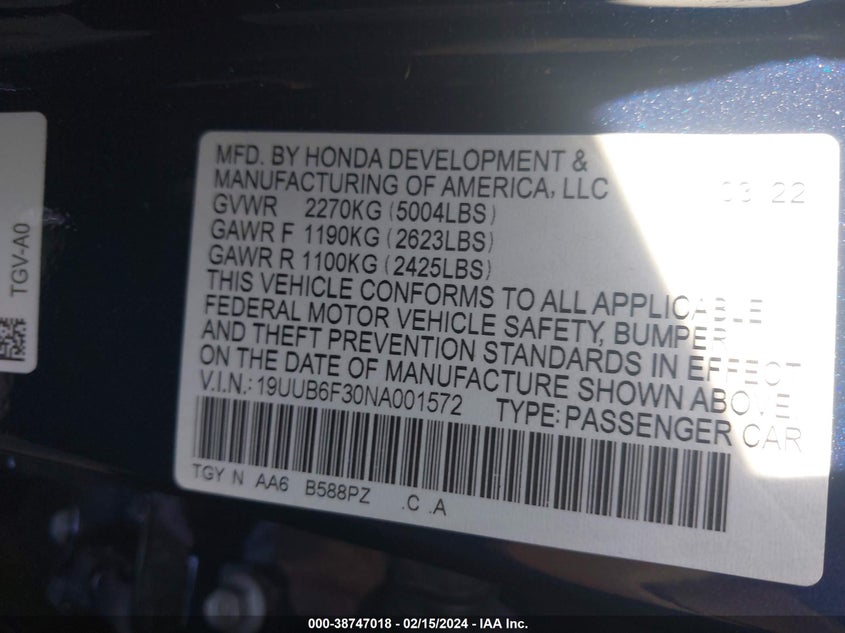 MFD. BY HONDA DEVELOPMENT &
MANUFACTURING OF AMERICA, LLC 03 22
GVWR 2270KG (5004LBS)
GAWR F 1190KG (2623LBS)
GAWR R 1100KG (2425LBS)
THIS VEHICLE CONFORMS TO ALL APPLICABLE
FEDERAL MOTOR VEHICLE SAFETY, BUMPER
AND THEFT PREVENTION STANDARDS IN EFFECT
ON THE DATE OF MANUFACTURE SHOWN ABOVE.
V.I.N.: 19UUB6F30NA001572 TYPE: PASSENGER CAR
TGY N AA6 B588PZ .C .A
TGV-A0
000-38747018 - 02/15/2024 - IAA Inc.